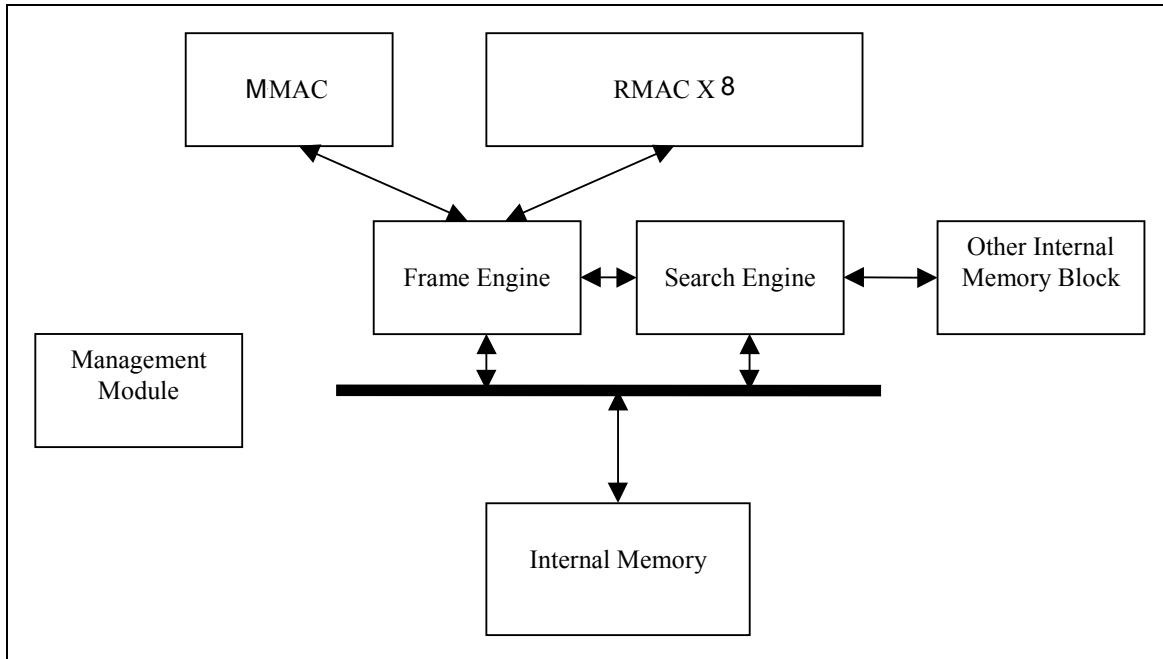 MMAC
RMAC X 8
Frame Engine
Search Engine
Other Internal
Memory Block
Management
Module
Internal Memory